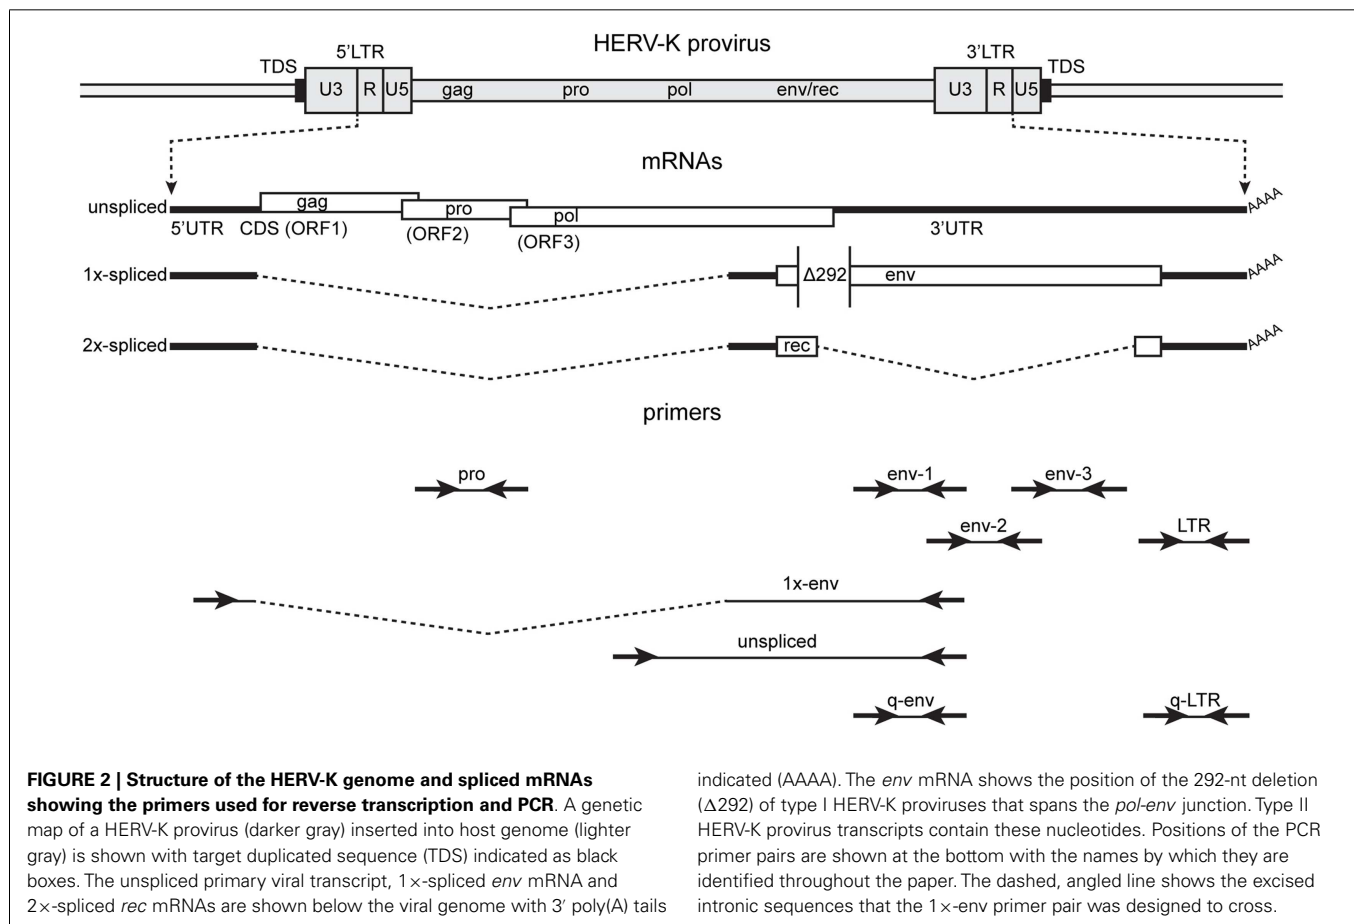 HERV-K provirus
5'LTR
3'LTR
TDS
TDS
U3 R U5 gag pro pol env/rec U3 R U5
mRNAs
unspliced gag pro pol AAAA
5'UTR CDS (ORF1) (ORF2) (ORF3) 3'UTR
1x-spliced Δ292 env AAAA
2x-spliced rec AAAA
primers
pro env-1 env-3
env-2 LTR
1x-env
unspliced
q-env q-LTR
FIGURE 2 | Structure of the HERV-K genome and spliced mRNAs
showing the primers used for reverse transcription and PCR. A genetic
map of a HERV-K provirus (darker gray) inserted into host genome (lighter
gray) is shown with target duplicated sequence (TDS) indicated as black
boxes. The unspliced primary viral transcript, 1×-spliced env mRNA and
2×-spliced rec mRNAs are shown below the viral genome with 3′ poly(A) tails
indicated (AAAA). The env mRNA shows the position of the 292-nt deletion
(Δ292) of type I HERV-K proviruses that spans the pol-env junction. Type II
HERV-K provirus transcripts contain these nucleotides. Positions of the PCR
primer pairs are shown at the bottom with the names by which they are
identified throughout the paper. The dashed, angled line shows the excised
intronic sequences that the 1×-env primer pair was designed to cross.